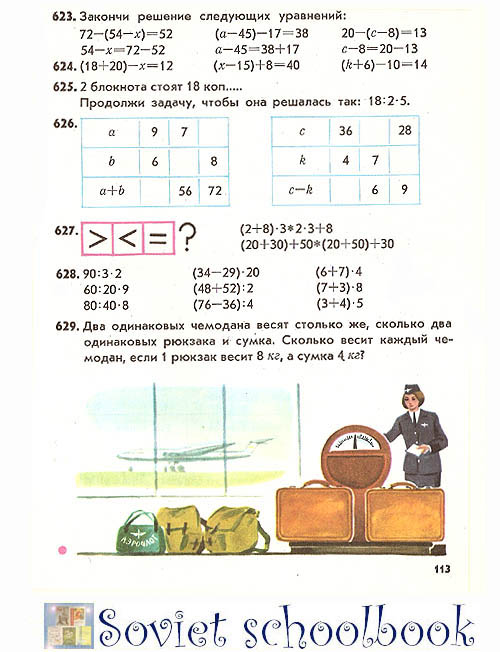 623. Закончи решение следующих уравнений:
72−(54−x)=52 (a−45)−17=38 20−(c−8)=13
54−x=72−52 a−45=38+17 c−8=20−13
624. (18+20)−x=12 (x−15)+8=40 (k+6)−10=14
625. 2 блокнота стоят 18 коп.....
Продолжи задачу, чтобы она решалась так: 18:2·5.
626.
a 9 7
b 6 8
a+b 56 72
c 36 28
k 4 7
c−k 6 9
627. > < = ? (2+8)·3*2·3+8
(20+30)+50*(20+50)+30
628. 90:3·2 (34−29)·20 (6+7)·4
60:20·9 (48+52):2 (7+3)·8
80:40·8 (76−36):4 (3+4)·5
629. Два одинаковых чемодана весят столько же, сколько два
одинаковых рюкзака и сумка. Сколько весит каждый че-
модан, если 1 рюкзак весит 8 кг, а сумка 4 кг?
АЭРОФЛОТ
113
Soviet schoolbook